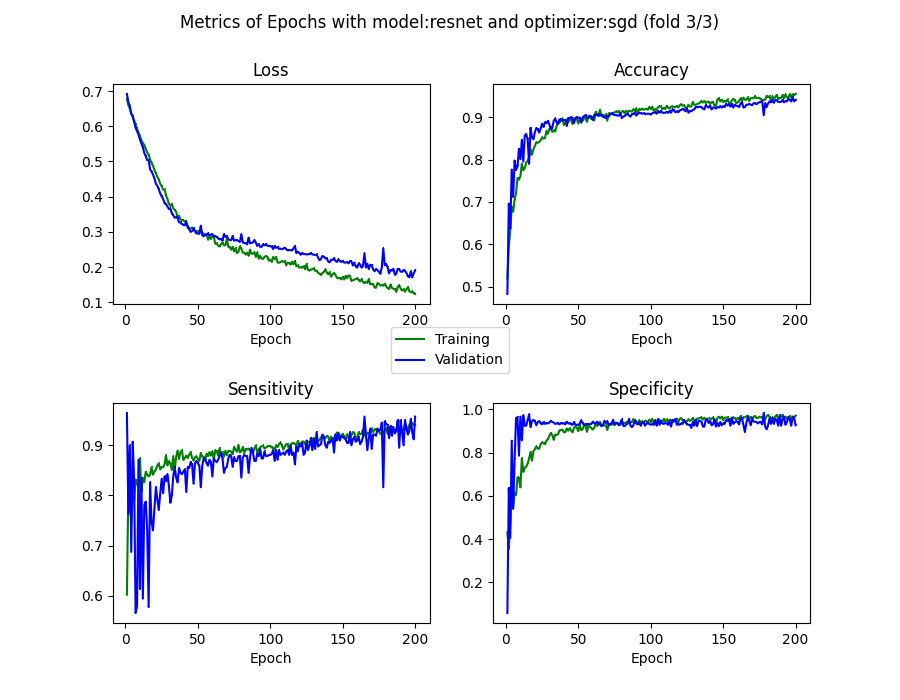 Metrics of Epochs with model:resnet and optimizer:sgd (fold 3/3)
Loss
0.7
0.6
0.5
0.4
0.3
0.2
0.1
0 50 100 150 200
Epoch
Accuracy
0.9
0.8
0.7
0.6
0.5
0 50 100 150 200
Epoch
Training
Validation
Sensitivity
0.9
0.8
0.7
0.6
0 50 100 150 200
Epoch
Specificity
1.0
0.8
0.6
0.4
0.2
0 50 100 150 200
Epoch